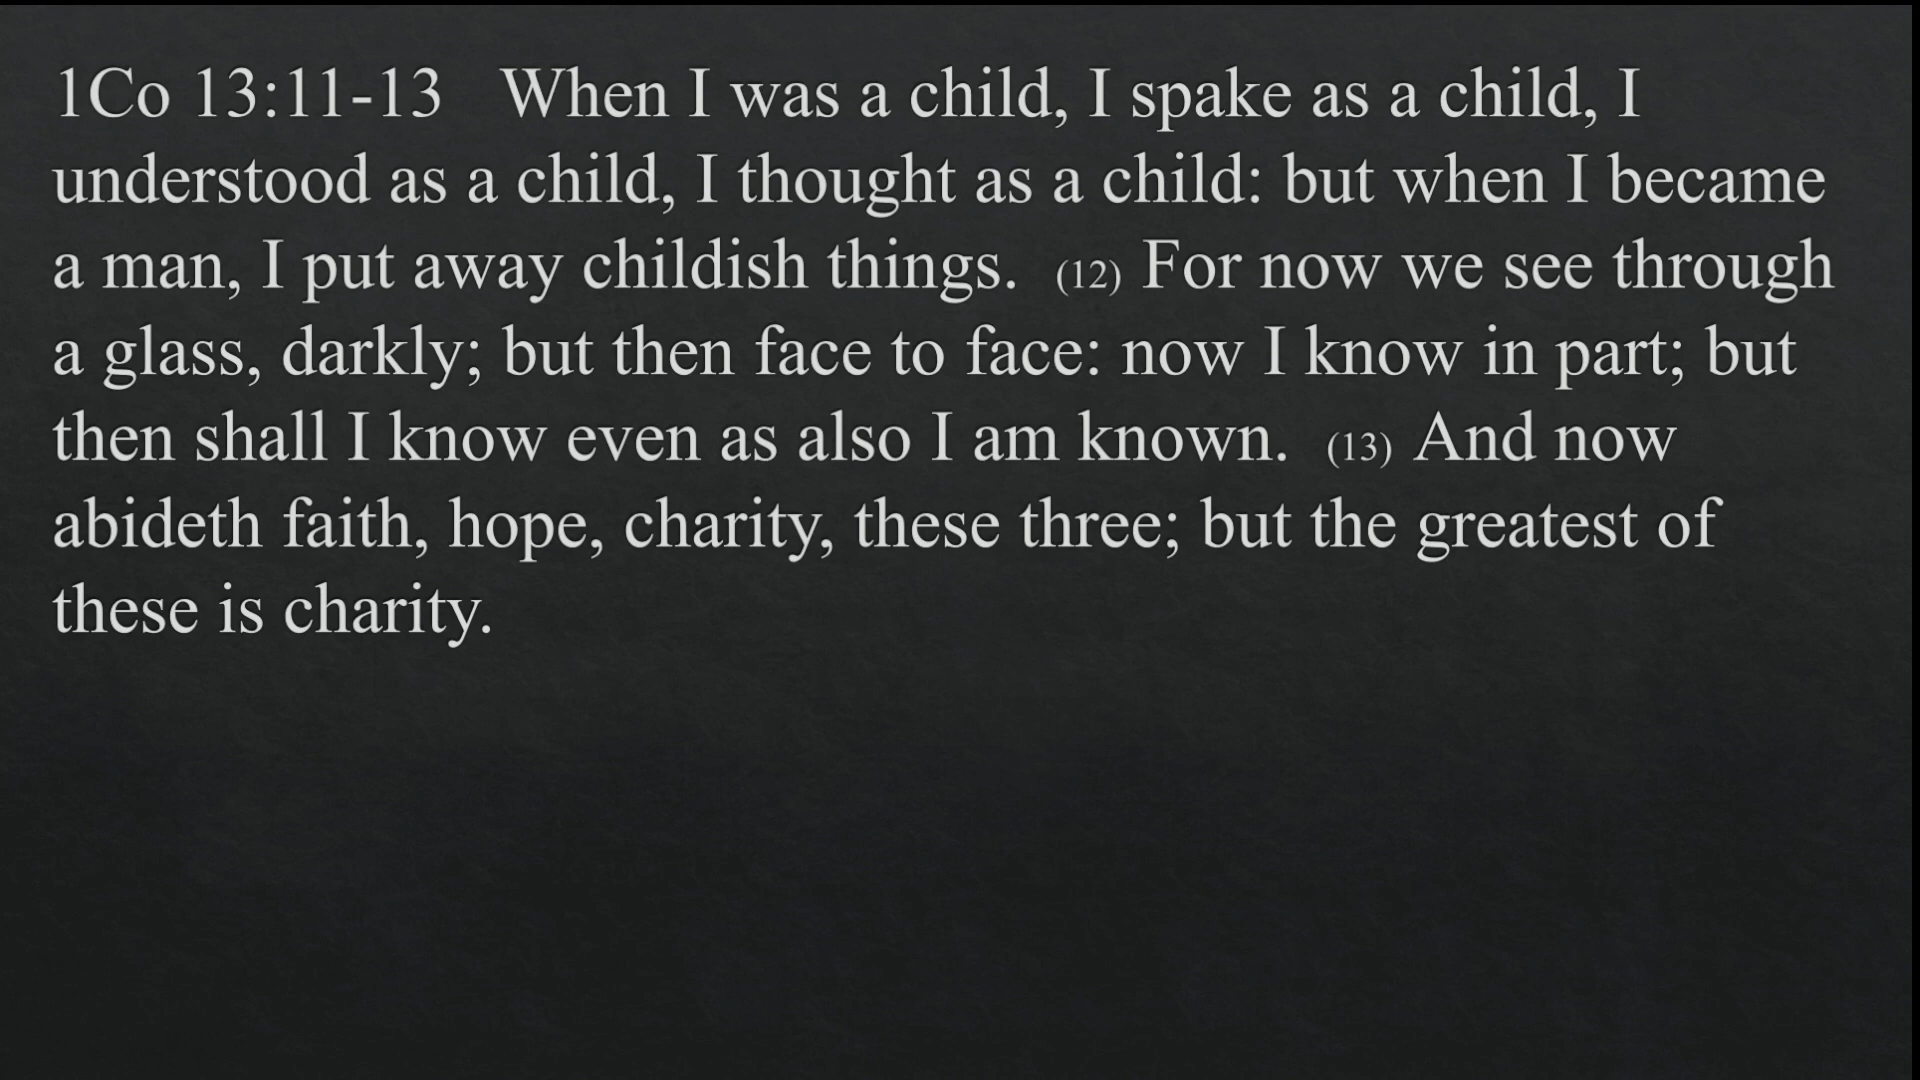 1Co 13:11-13   When I was a child, I spake as a child, I
understood as a child, I thought as a child: but when I became
a man, I put away childish things.  (12) For now we see through
a glass, darkly; but then face to face: now I know in part; but
then shall I know even as also I am known.  (13) And now
abideth faith, hope, charity, these three; but the greatest of
these is charity.